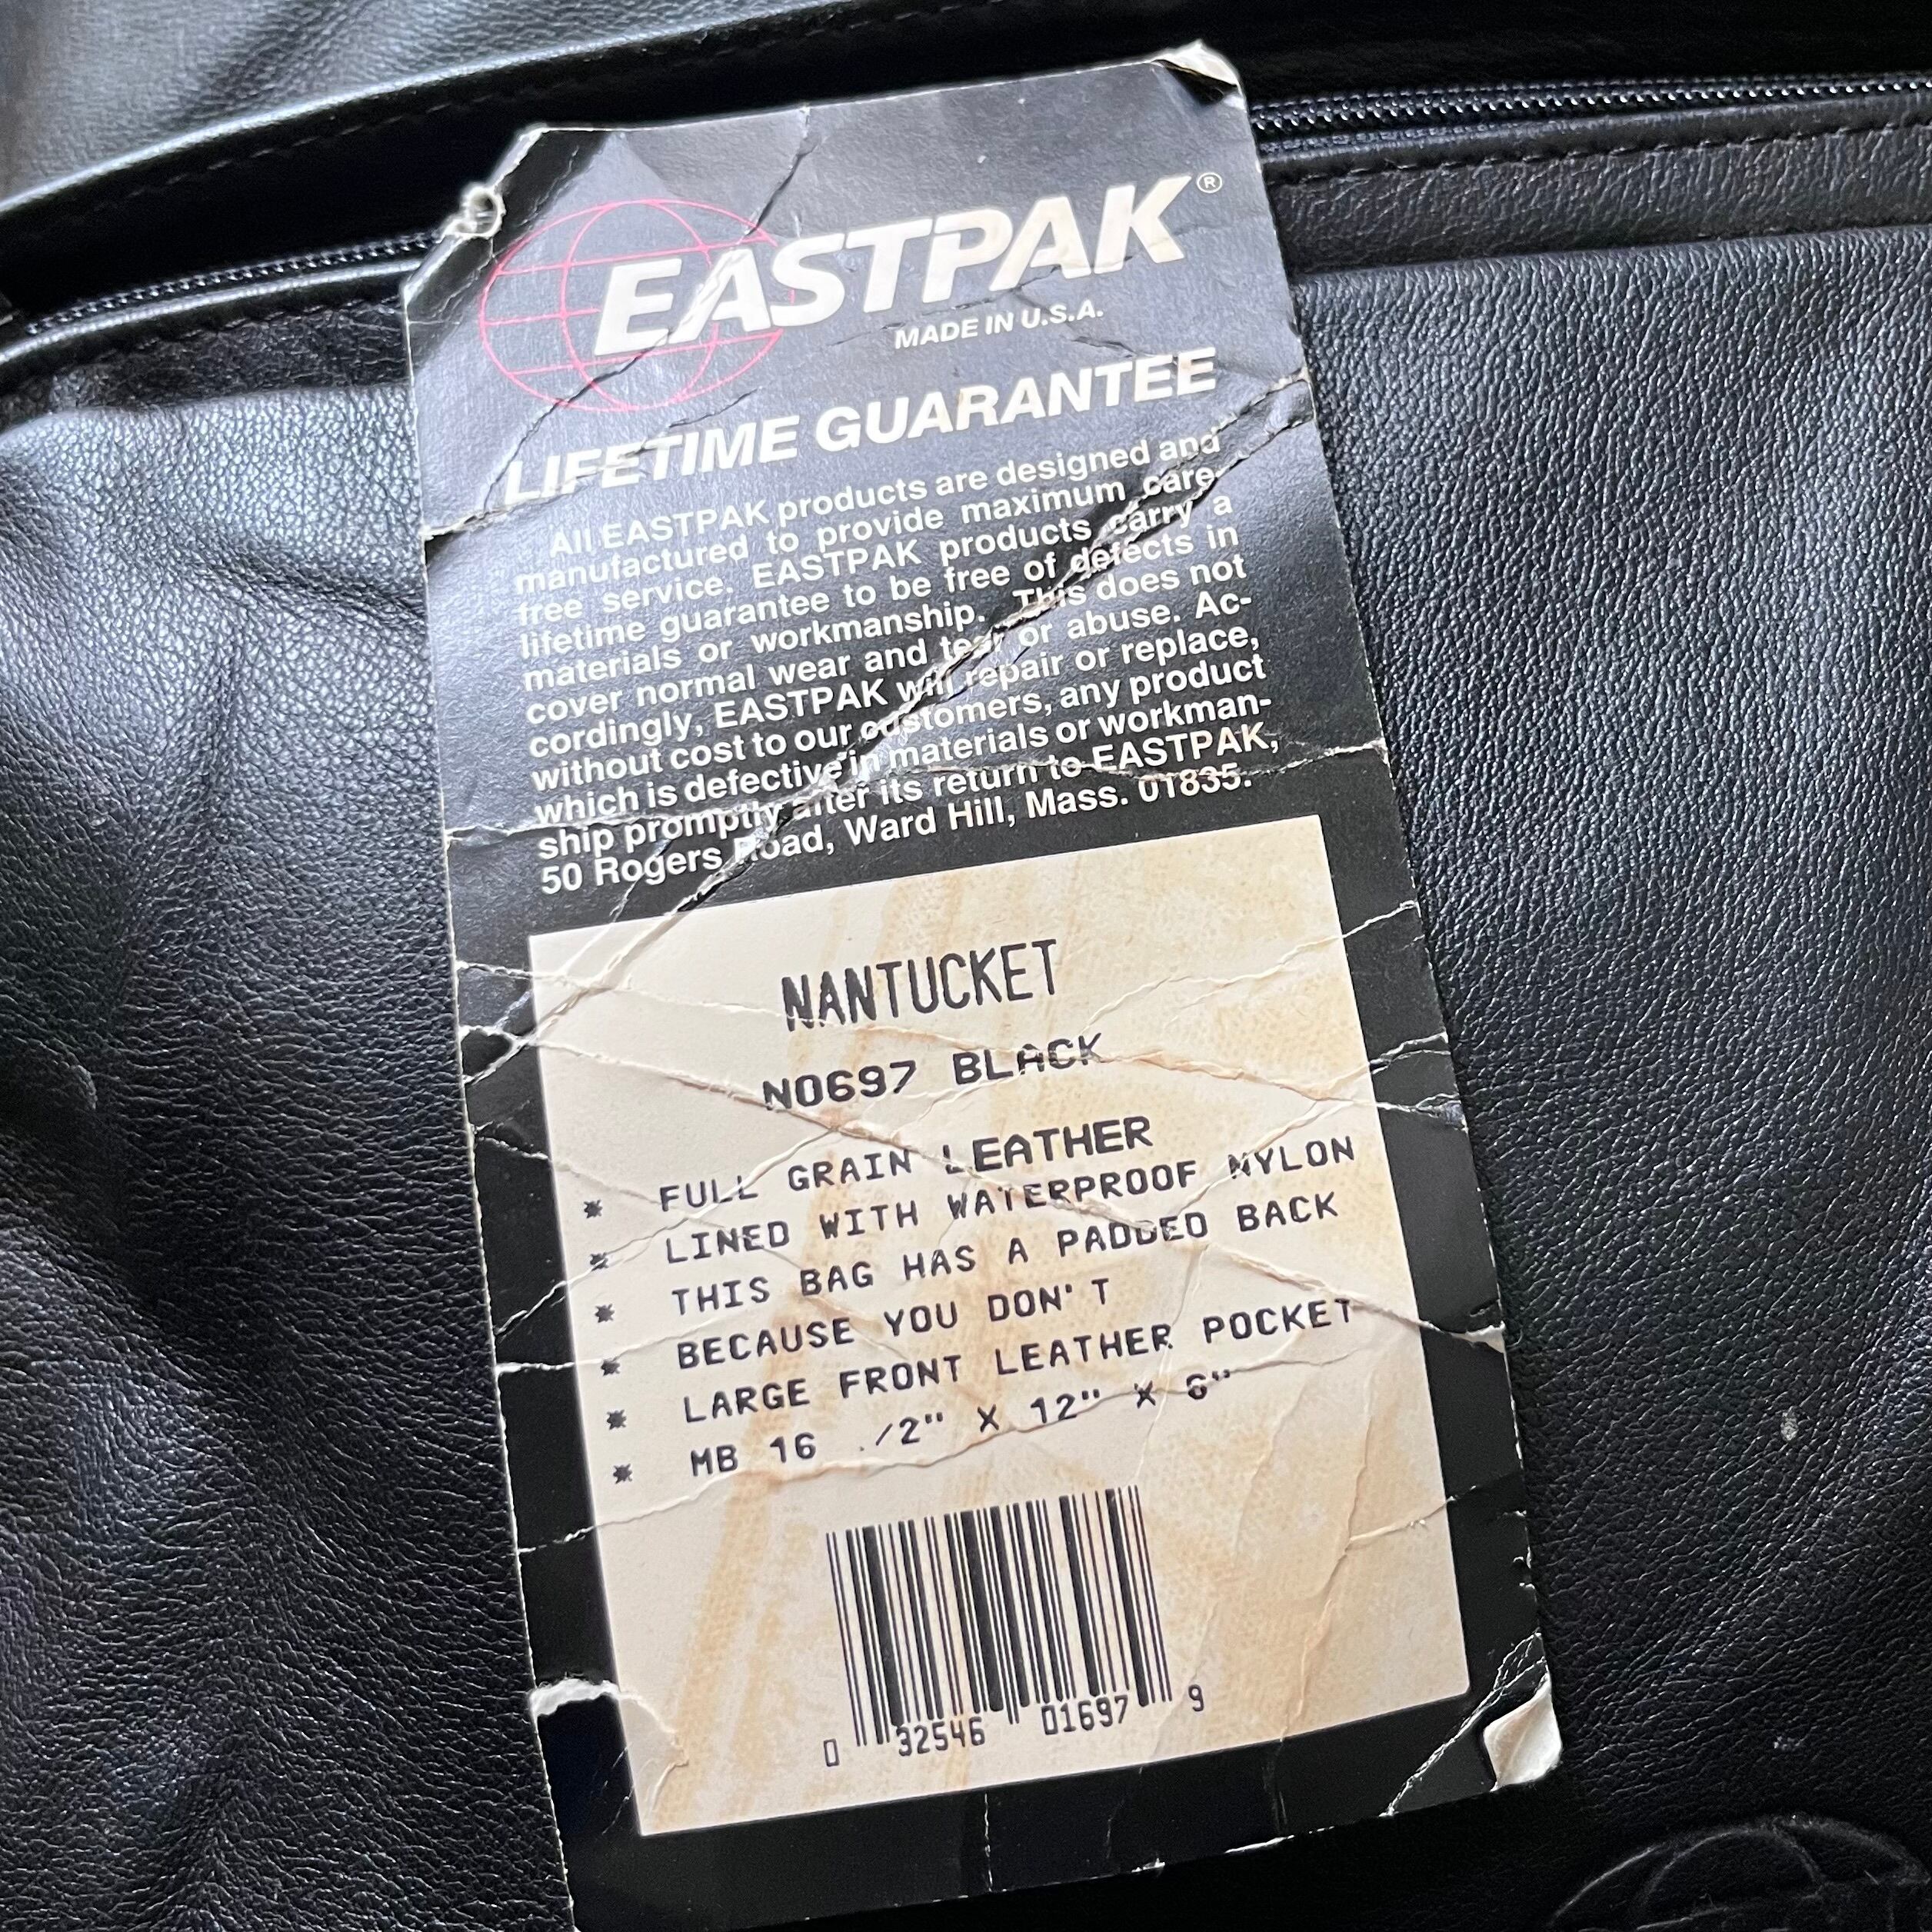 EASTPAK®
MADE IN U.S.A.
LIFETIME GUARANTEE
All EASTPAK products are designed and
manufactured to provide maximum care-
free service. EASTPAK products carry a
lifetime guarantee to be free of defects in
materials or workmanship. This does not
cover normal wear and tear or abuse. Ac-
cordingly, EASTPAK will repair or replace,
without cost to our customers, any product
which is defective in materials or workman-
ship promptly after its return to EASTPAK,
50 Rogers Road, Ward Hill, Mass. 01835.
NANTUCKET
N0697 BLACK
* FULL GRAIN LEATHER
* LINED WITH WATERPROOF NYLON
* THIS BAG HAS A PADDED BACK
* BECAUSE YOU DON'T
* LARGE FRONT LEATHER POCKET
* MB 16 /2" X 12" X 6"
0 32546 01697 9